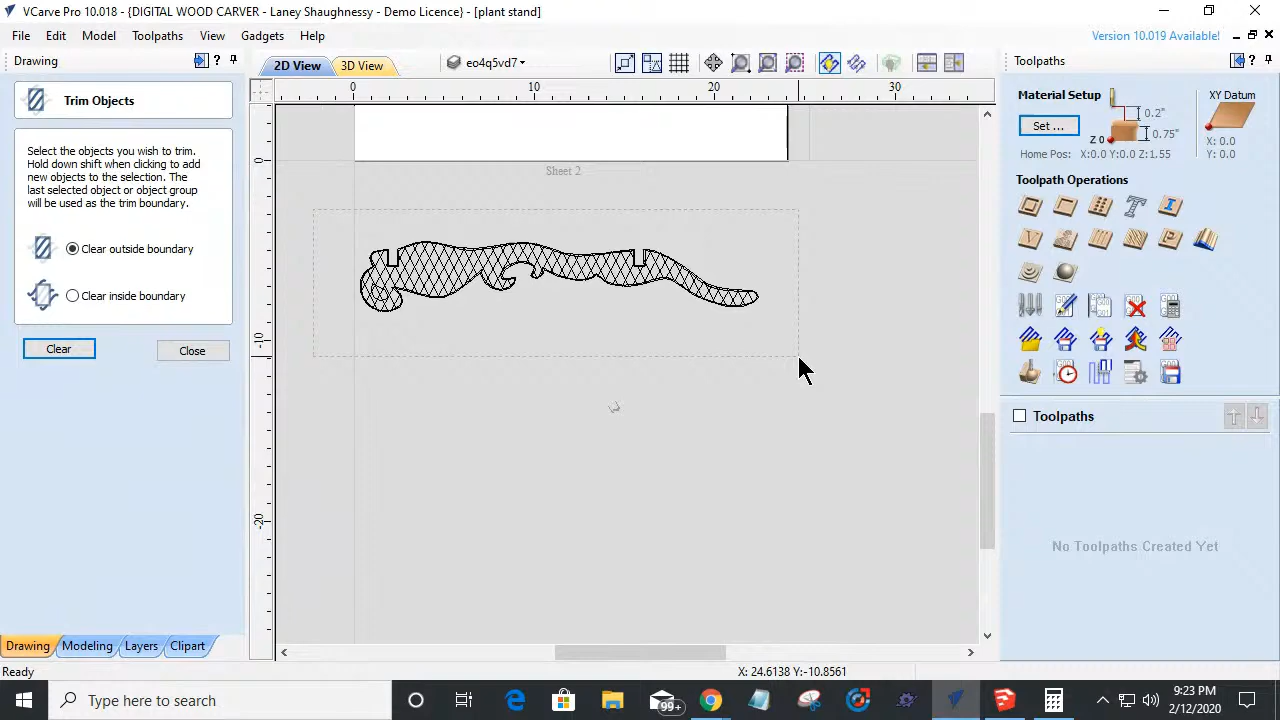 VCarve Pro 10.018 - {DIGITAL WOOD CARVER - Laney Shaughnessy - Demo Licence} - [plant stand]
File Edit Model Toolpaths View Gadgets Help
Version 10.019 Available!
Drawing ?
2D View 3D View eo4q5vd7
Toolpaths ?
Trim Objects
0 10 20 30
Material Setup
XY Datum
0.2"
Set ...
Z 0
0.75"
X: 0.0
Y: 0.0
Home Pos: X:0.0 Y:0.0 Z:1.55
Select the objects you wish to trim.
Hold down shift when clicking to add
new objects to the selection. The
last selected object or object group
will be used as the trim boundary.
0
Sheet 2
Toolpath Operations
Clear outside boundary
Clear inside boundary
Clear Close
-10
Toolpaths
-20
No Toolpaths Created Yet
Drawing Modeling Layers Clipart
Ready
X: 24.6138 Y:-10.8561
Type here to search
99+
9:23 PM
2/12/2020